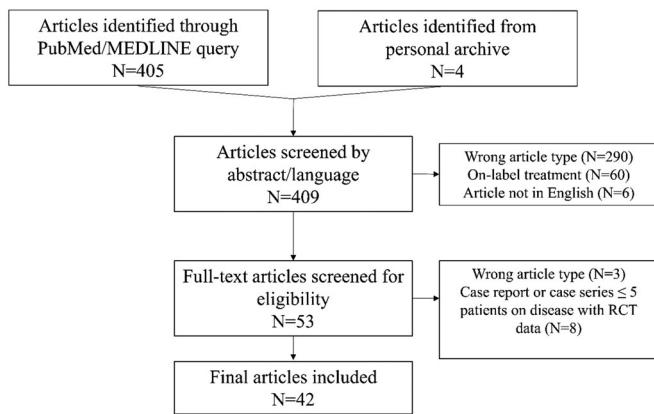 Articles identified through
PubMed/MEDLINE query
N=405
Articles identified from
personal archive
N=4
Articles screened by
abstract/language
N=409
Wrong article type (N=290)
On-label treatment (N=60)
Article not in English (N=6)
Full-text articles screened for
eligibility
N=53
Wrong article type (N=3)
Case report or case series ≤ 5
patients on disease with RCT
data (N=8)
Final articles included
N=42